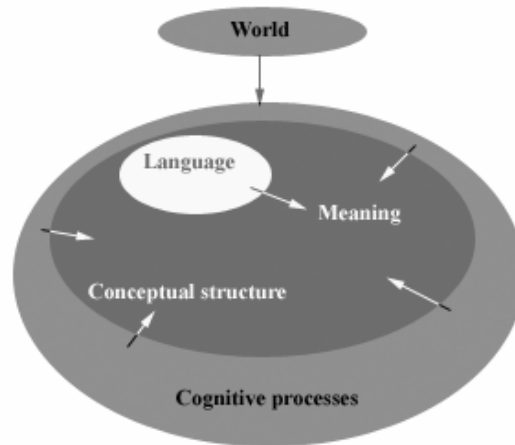 World
Language
Meaning
Conceptual structure
Cognitive processes